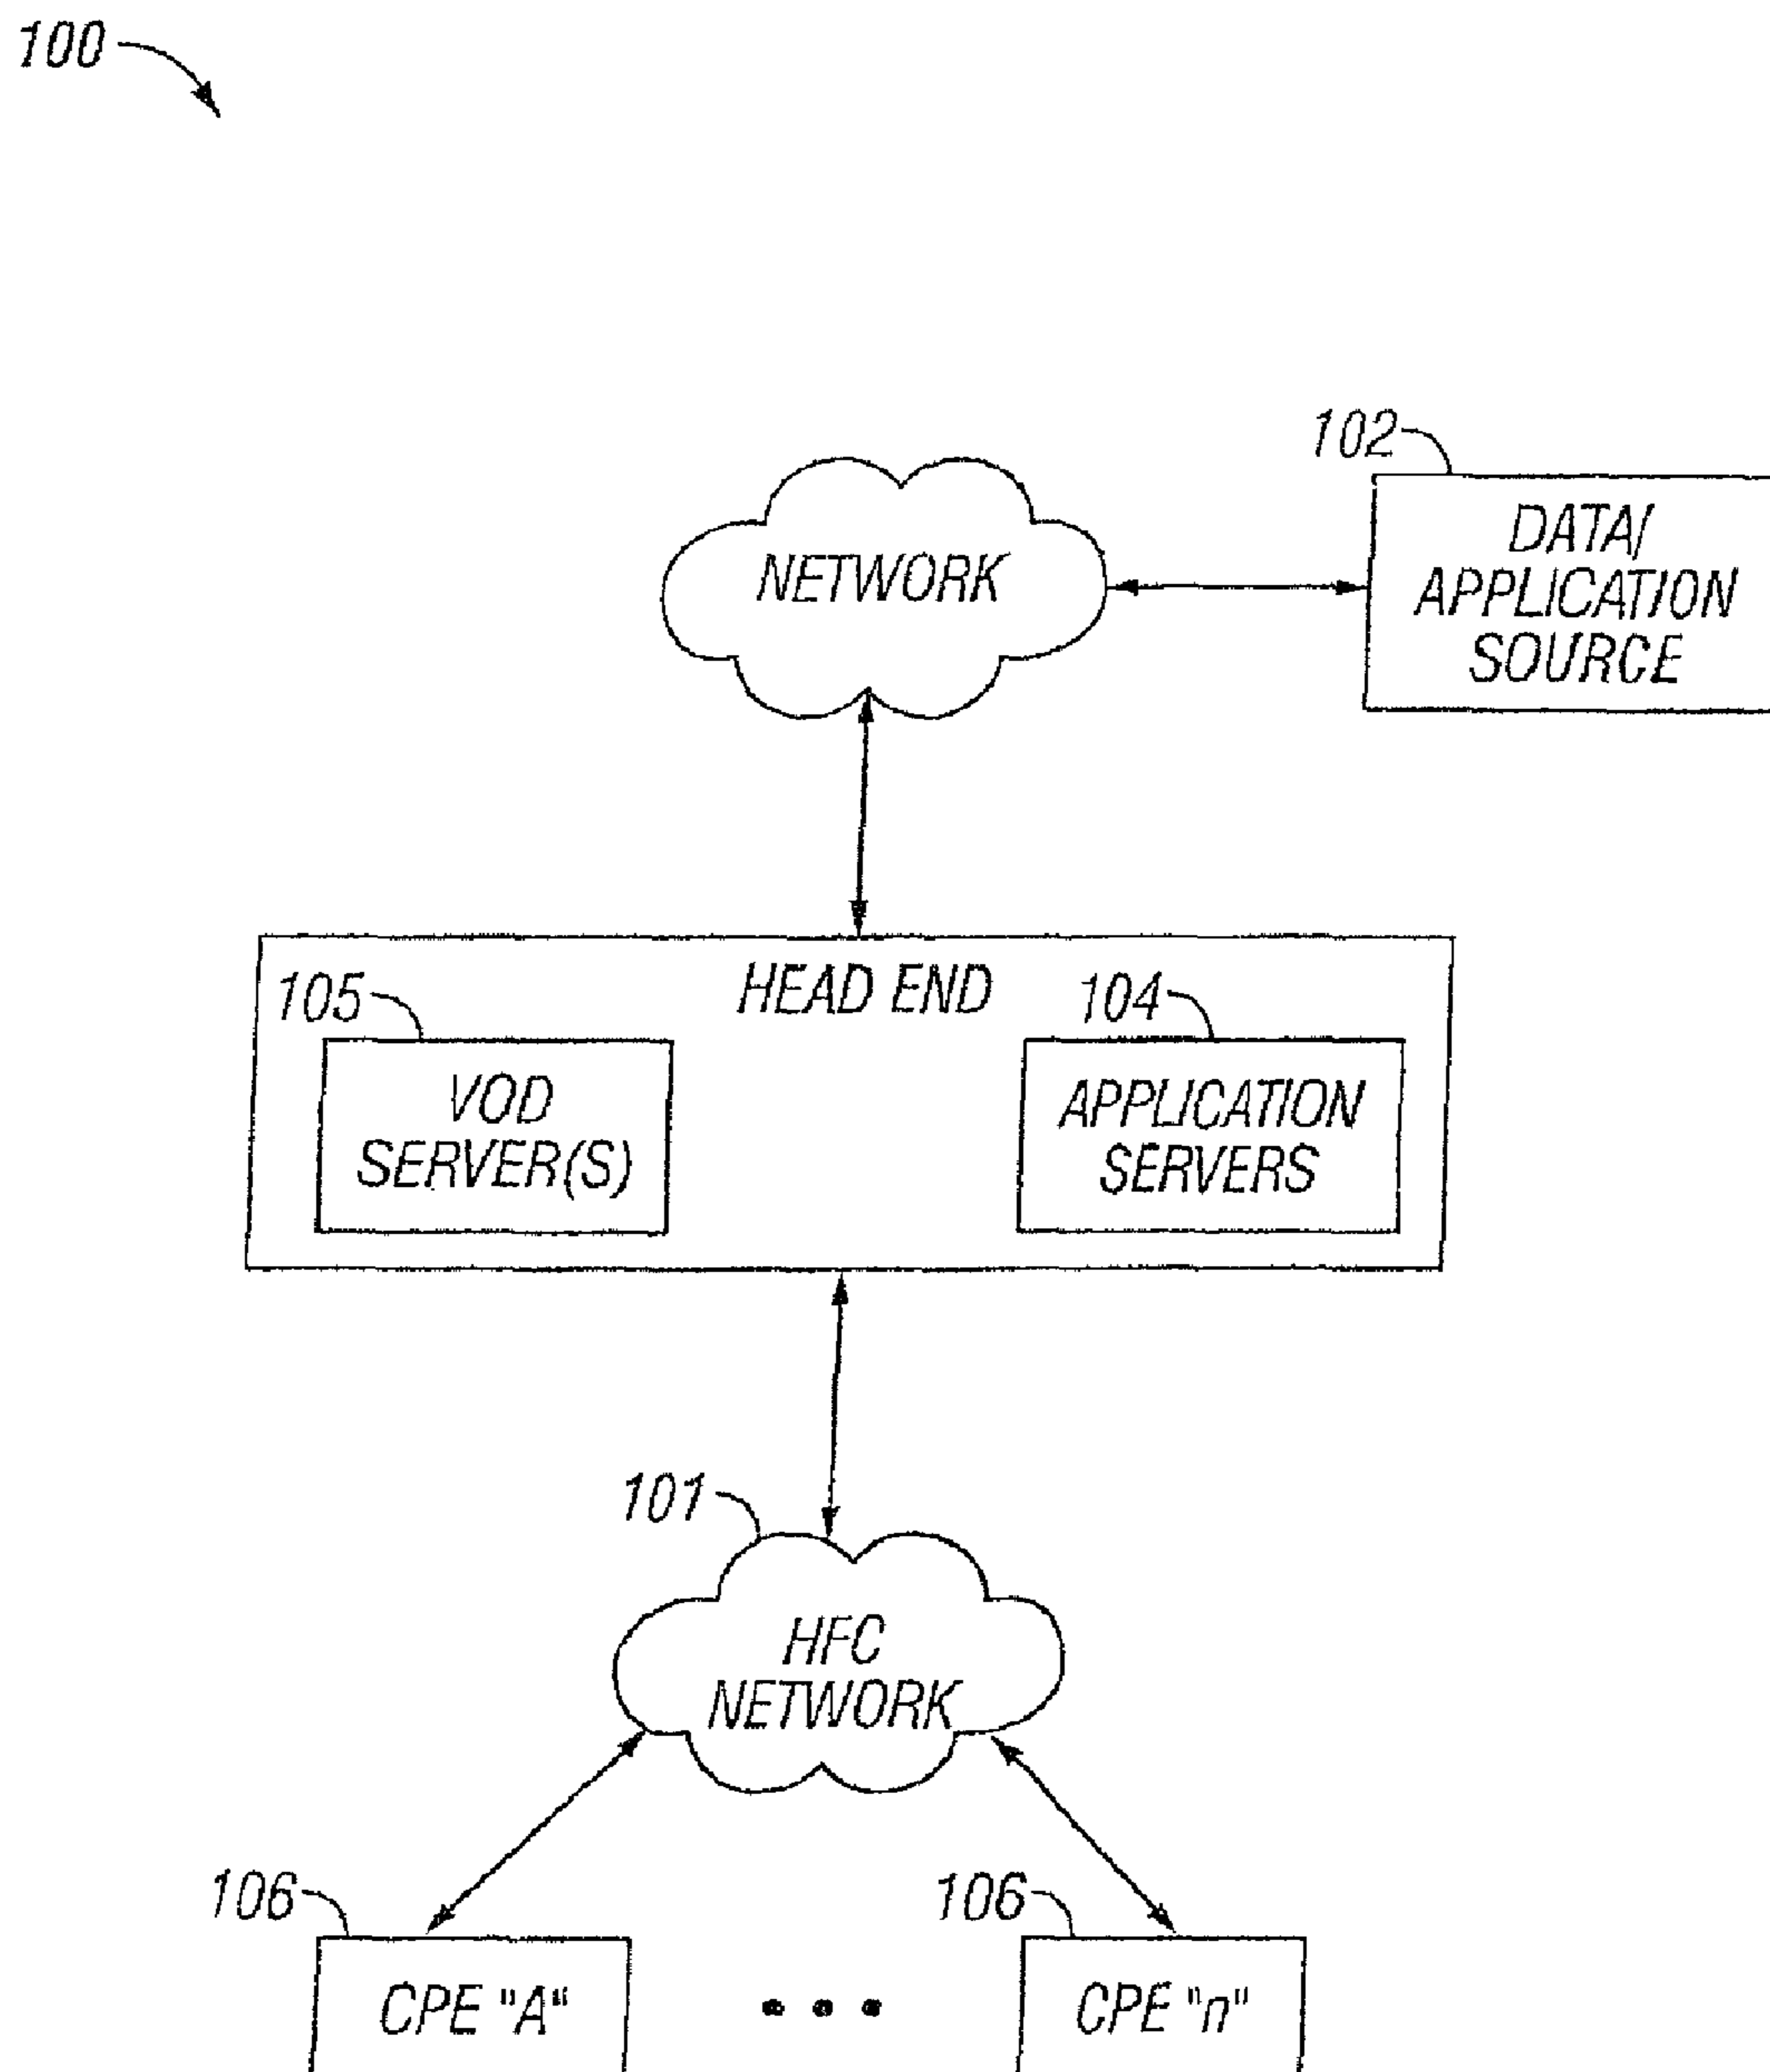 100
102
DATA/
APPLICATION
SOURCE
NETWORK
HEAD END
105
VOD
SERVER(S)
104
APPLICATION
SERVERS
101
HFC
NETWORK
106
CPE "A"
• • •
106
CPE "n"